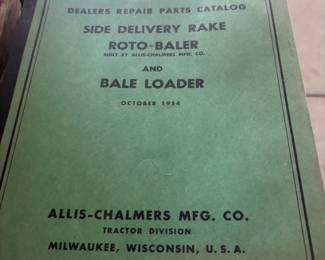 DEALERS REPAIR PARTS CATALOG
SIDE DELIVERY RAKE
ROTO-BALER
BUILT BY ALLIS-CHALMERS MFG. CO.
AND
BALE LOADER
OCTOBER 1954
ALLIS-CHALMERS MFG. CO.
TRACTOR DIVISION
MILWAUKEE, WISCONSIN, U. S. A.